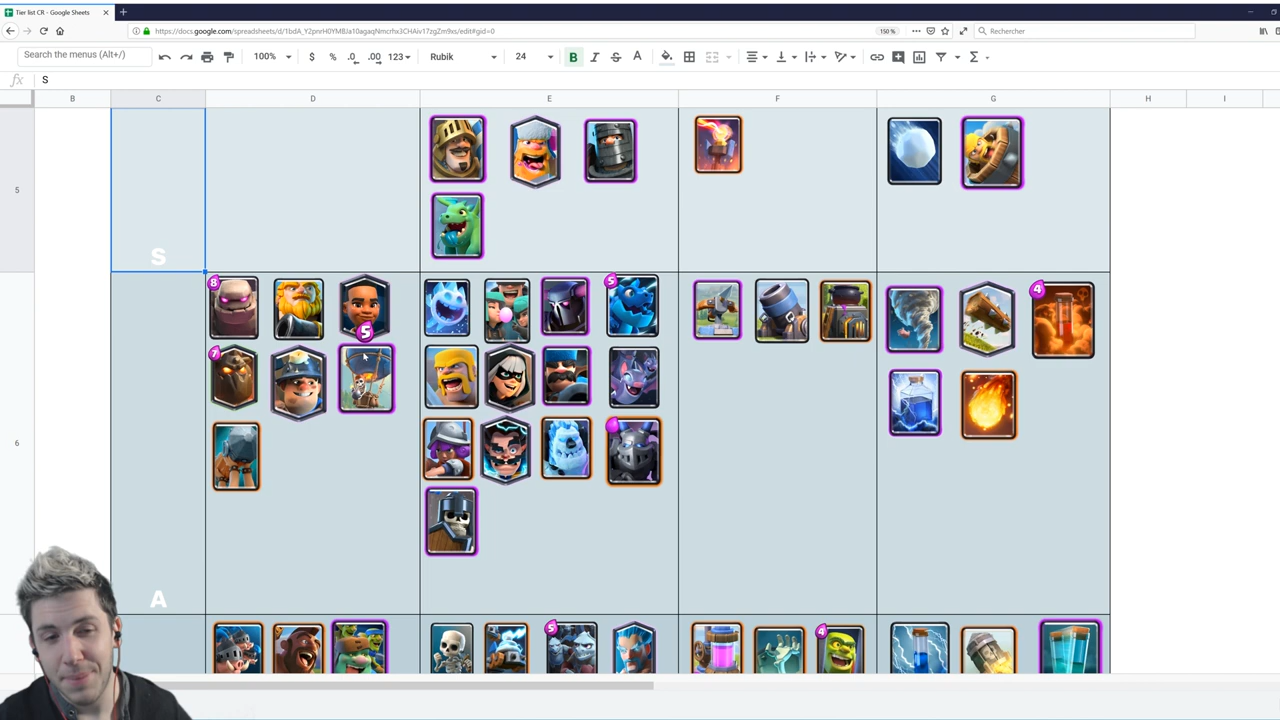 Tier list CR - Google Sheets × +
https://docs.google.com/spreadsheets/d/1bdA_Y2pnrH0YMBJa10agaqNmcrhx3CHAiv17zgZm9xs/edit#gid=0 150 % Rechercher
Search the menus (Alt+/) 100% $ % .0 .00 123 Rubik 24 B I S A Σ
fx S
B C D E F G H I
5
S
8 5 4
5
7
6
A
5 4